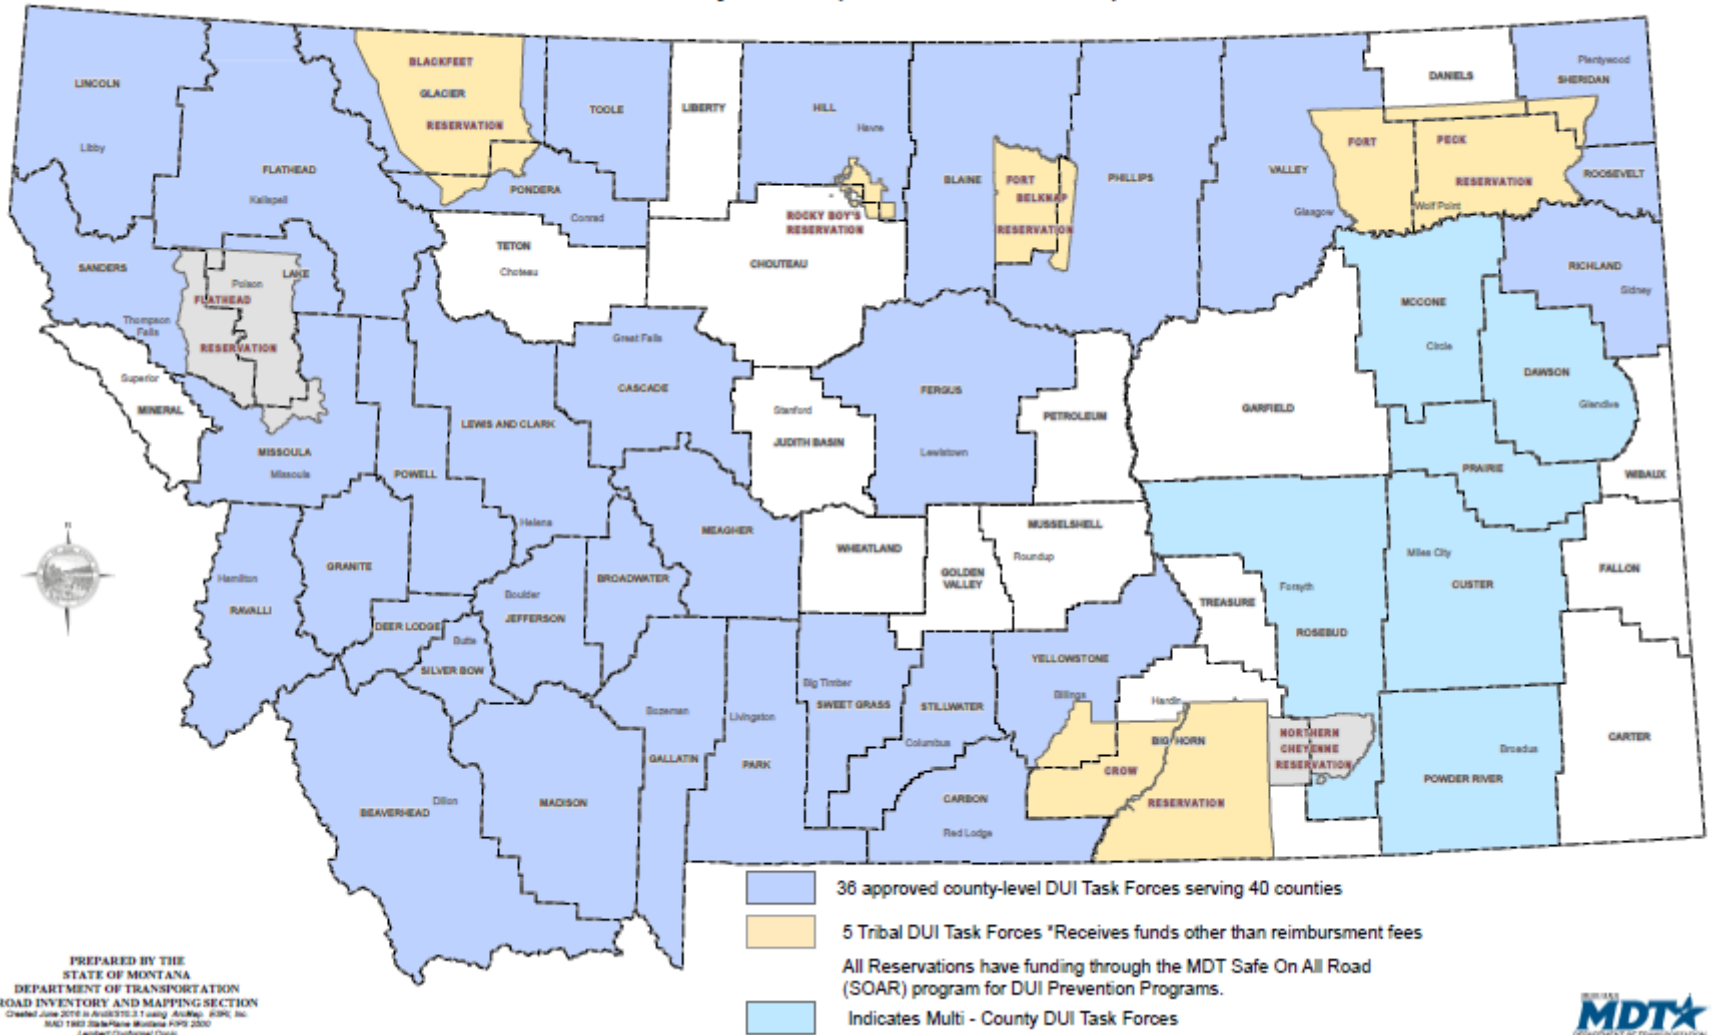 BLACKFEET
GLACIER
RESERVATION
LINCOLN
Libby
FLATHEAD
Kalispell
TOOLE
LIBERTY
HILL
Havre
PONDERA
Conrad
BLAINE
FORT
BELKNAP
RESERVATION
PHILLIPS
VALLEY
Glasgow
DANIELS
Plentywood
SHERIDAN
FORT
PECK
RESERVATION
Wolf Point
ROOSEVELT
ROCKY BOY'S
RESERVATION
CHOUTEAU
TETON
Choteau
SANDERS
Thompson
Falls
LAKE
Polson
FLATHEAD
RESERVATION
RICHLAND
Sidney
MCCONE
Circle
DAWSON
Glendive
Superior
MINERAL
MISSOULA
Missoula
POWELL
LEWIS AND CLARK
Helena
Great Falls
CASCADE
Stanford
JUDITH BASIN
FERGUS
Lewistown
PETROLEUM
GARFIELD
PRAIRIE
WIBAUX
N
Hamilton
RAVALLI
GRANITE
DEER LODGE
Butte
SILVER BOW
Boulder
JEFFERSON
BROADWATER
MEAGHER
WHEATLAND
GOLDEN
VALLEY
MUSSELSHELL
Roundup
TREASURE
Forsyth
ROSEBUD
Miles City
CUSTER
FALLON
BEAVERHEAD
Dillon
MADISON
Bozeman
GALLATIN
Livingston
PARK
Big Timber
SWEET GRASS
STILLWATER
Columbus
YELLOWSTONE
Billings
CARBON
Red Lodge
Hardin
BIG HORN
CROW
RESERVATION
NORTHERN
CHEYENNE
RESERVATION
Broadus
POWDER RIVER
CARTER
36 approved county-level DUI Task Forces serving 40 counties
5 Tribal DUI Task Forces *Receives funds other than reimbursment fees
All Reservations have funding through the MDT Safe On All Road
(SOAR) program for DUI Prevention Programs.
Indicates Multi - County DUI Task Forces
PREPARED BY THE
STATE OF MONTANA
DEPARTMENT OF TRANSPORTATION
ROAD INVENTORY AND MAPPING SECTION
MDT